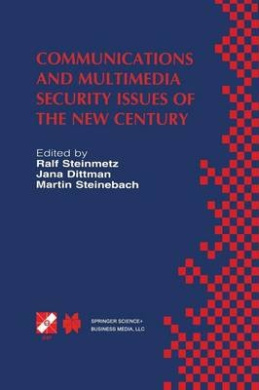 COMMUNICATIONS
AND MULTIMEDIA
SECURITY ISSUES OF
THE NEW CENTURY
Edited by
Ralf Steinmetz
Jana Dittman
Martin Steinebach
SPRINGER SCIENCE+
BUSINESS MEDIA, LLC